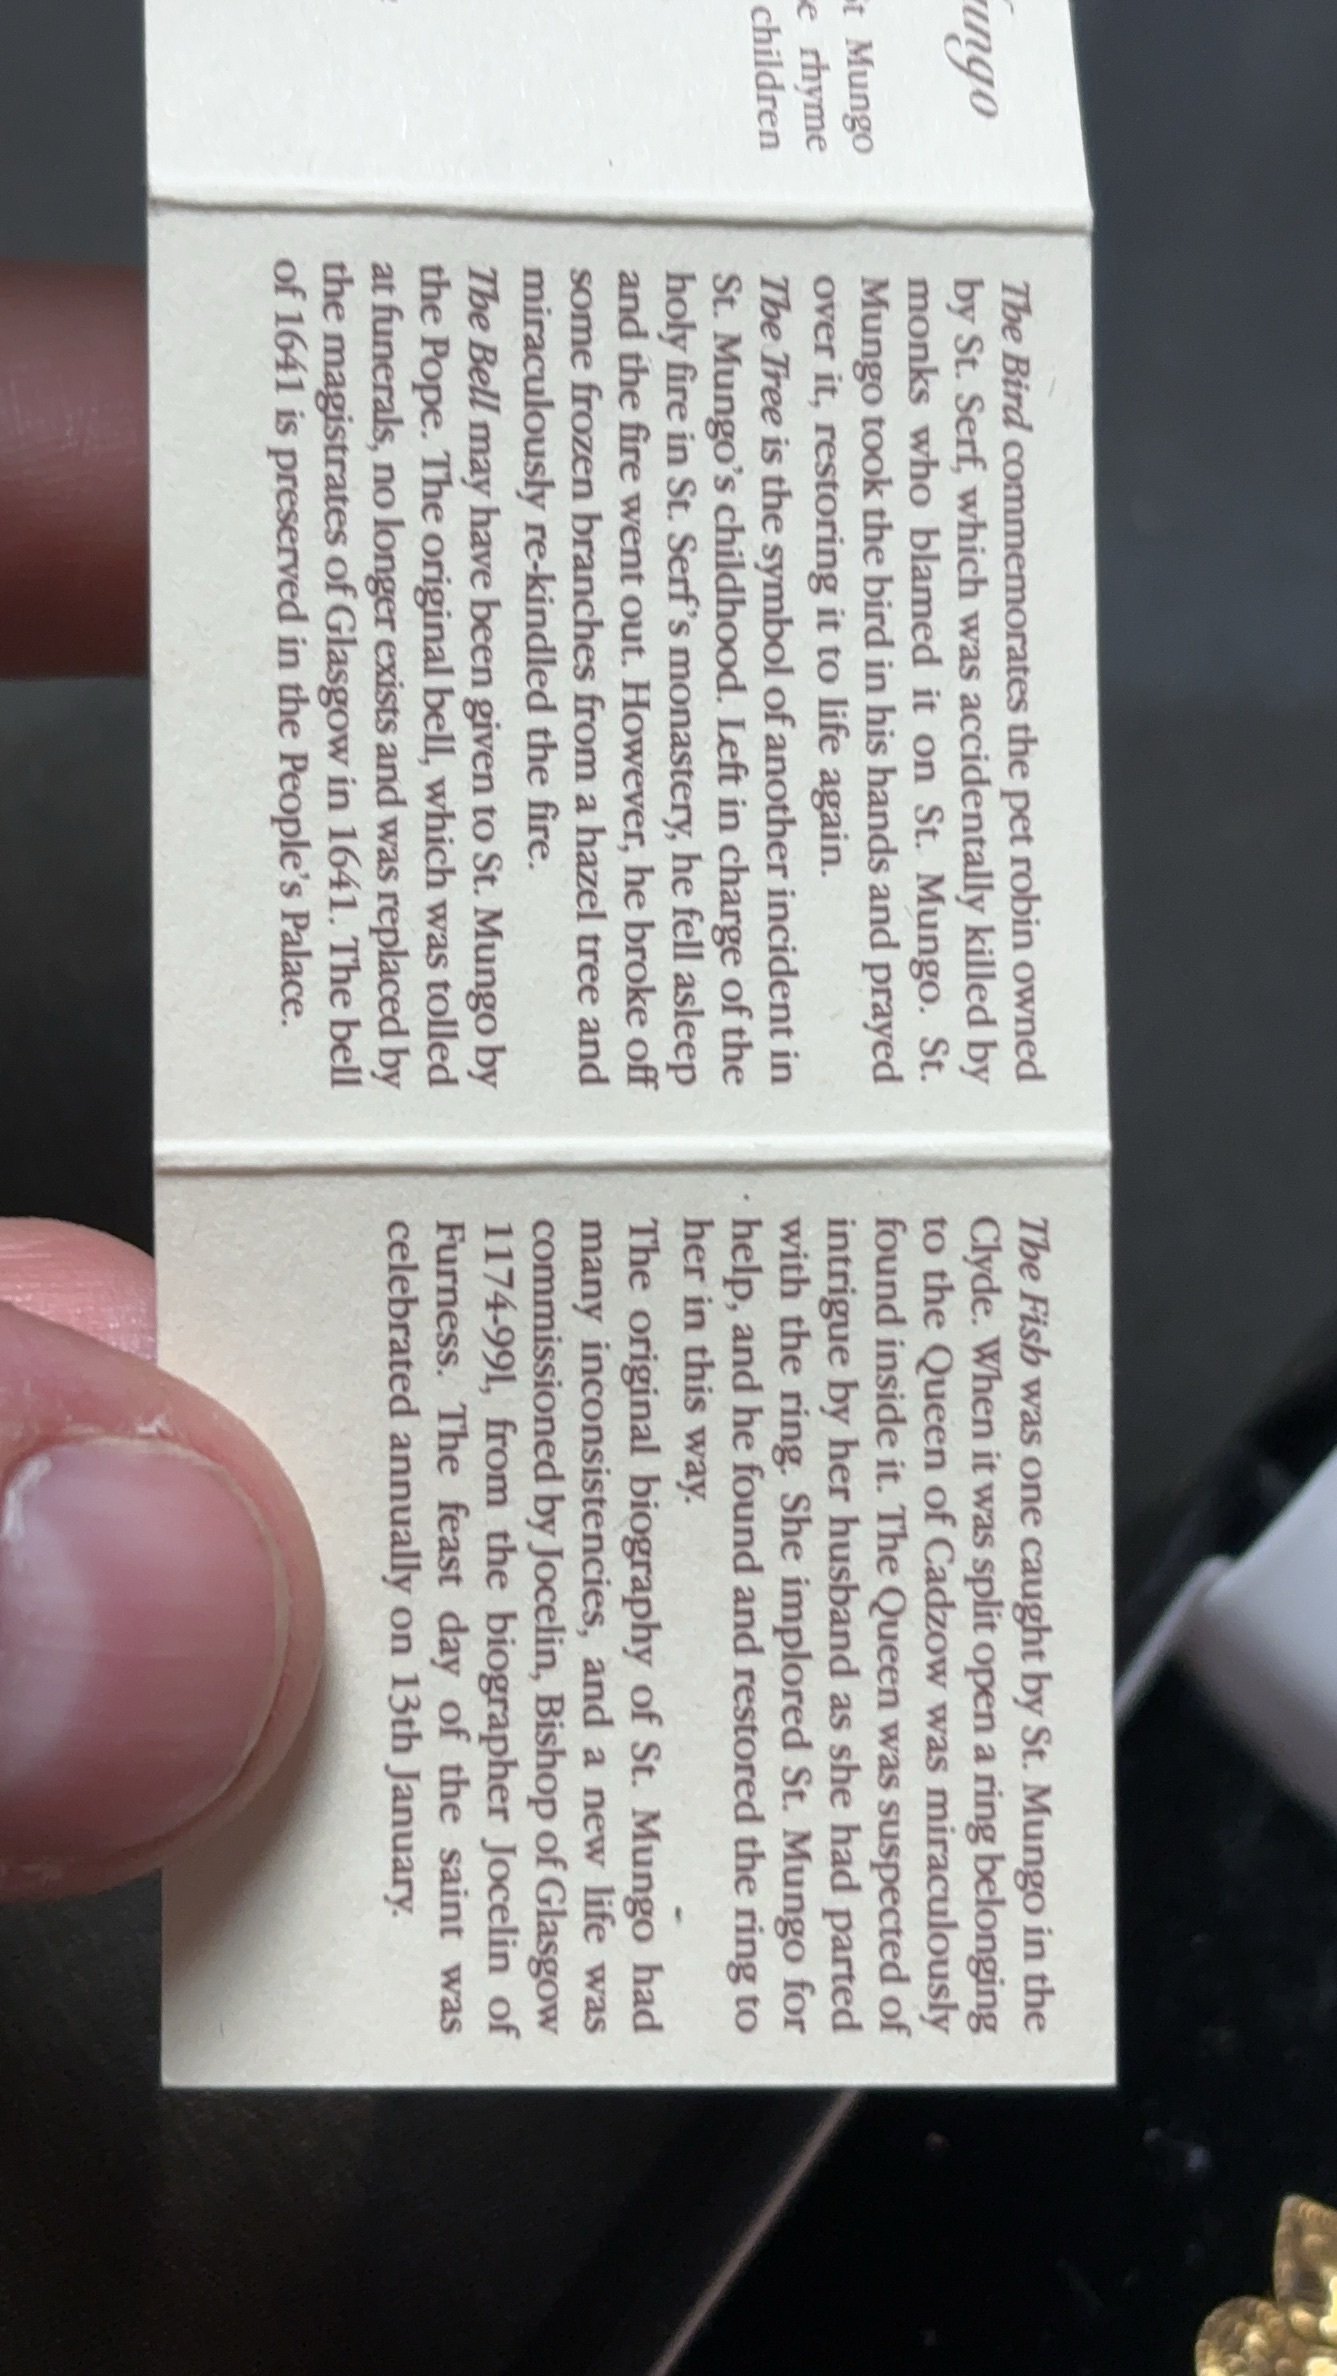 ungo
Mungo
rhyme
children
The Bird commemorates the pet robin owned
by St. Serf, which was accidentally killed by
monks who blamed it on St. Mungo. St.
Mungo took the bird in his hands and prayed
over it, restoring it to life again.
The Tree is the symbol of another incident in
St. Mungo's childhood. Left in charge of the
holy fire in St. Serf's monastery, he fell asleep
and the fire went out. However, he broke off
some frozen branches from a hazel tree and
miraculously re-kindled the fire.
The Bell may have been given to St. Mungo by
the Pope. The original bell, which was tolled
at funerals, no longer exists and was replaced by
the magistrates of Glasgow in 1641. The bell
of 1641 is preserved in the People's Palace.
The Fish was one caught by St. Mungo in the
Clyde. When it was split open a ring belonging
to the Queen of Cadzow was miraculously
found inside it. The Queen was suspected of
intrigue by her husband as she had parted
with the ring. She implored St. Mungo for
help, and he found and restored the ring to
her in this way.
The original biography of St. Mungo had
many inconsistencies, and a new life was
commissioned by Jocelin, Bishop of Glasgow
1174-99l, from the biographer Jocelin of
Furness. The feast day of the saint was
celebrated annually on 13th January.